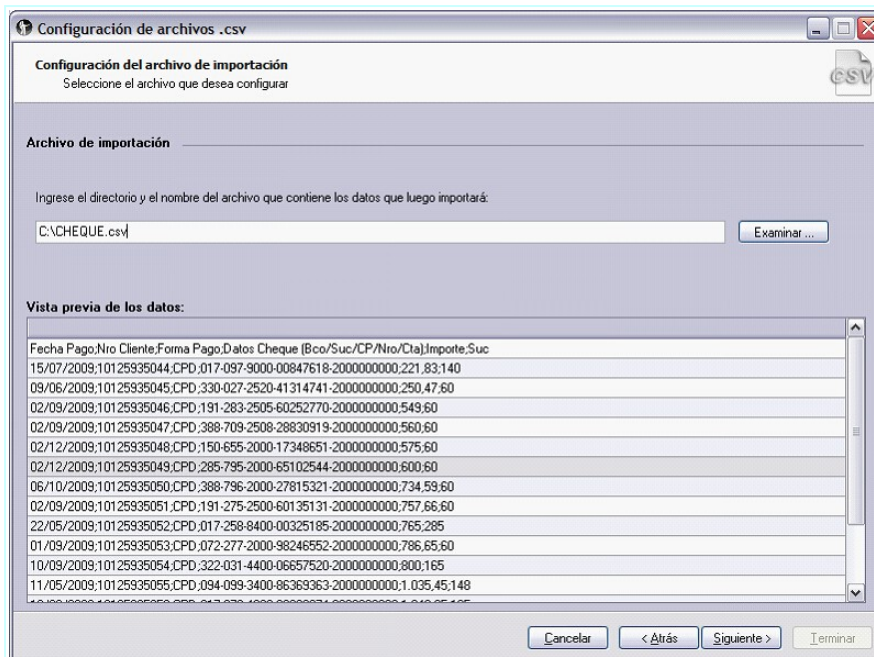 Configuración de archivos .csv
Configuración del archivo de importación
Seleccione el archivo que desea configurar
CSV
Archivo de importación
Ingrese el directorio y el nombre del archivo que contiene los datos que luego importará:
C:\CHEQUE.csv
Examinar ...
Vista previa de los datos:
Fecha Pago;Nro Cliente;Forma Pago;Datos Cheque (Bco/Suc/CP/Nro/Cta);Importe;Suc
15/07/2009;10125935044;CPD;017-097-9000-00847618-2000000000;221,83;140
09/06/2009;10125935045;CPD;330-027-2520-41314741-2000000000;250,47;60
02/09/2009;10125935046;CPD;191-283-2505-60252770-2000000000;549;60
02/09/2009;10125935047;CPD;388-709-2508-28830919-2000000000;560;60
02/12/2009;10125935048;CPD;150-655-2000-17348651-2000000000;575;60
02/12/2009;10125935049;CPD;285-795-2000-65102544-2000000000;600;60
06/10/2009;10125935050;CPD;388-796-2000-27815321-2000000000;734,59;60
02/09/2009;10125935051;CPD;191-275-2500-60135131-2000000000;757,66;60
22/05/2009;10125935052;CPD;017-258-8400-00325185-2000000000;765;285
01/09/2009;10125935053;CPD;072-277-2000-98246552-2000000000;786,65;60
10/09/2009;10125935054;CPD;322-031-4400-06657520-2000000000;800;165
11/05/2009;10125935055;CPD;094-099-3400-86369363-2000000000;1.035,45;148
Cancelar
< Atrás
Siguiente >
Terminar